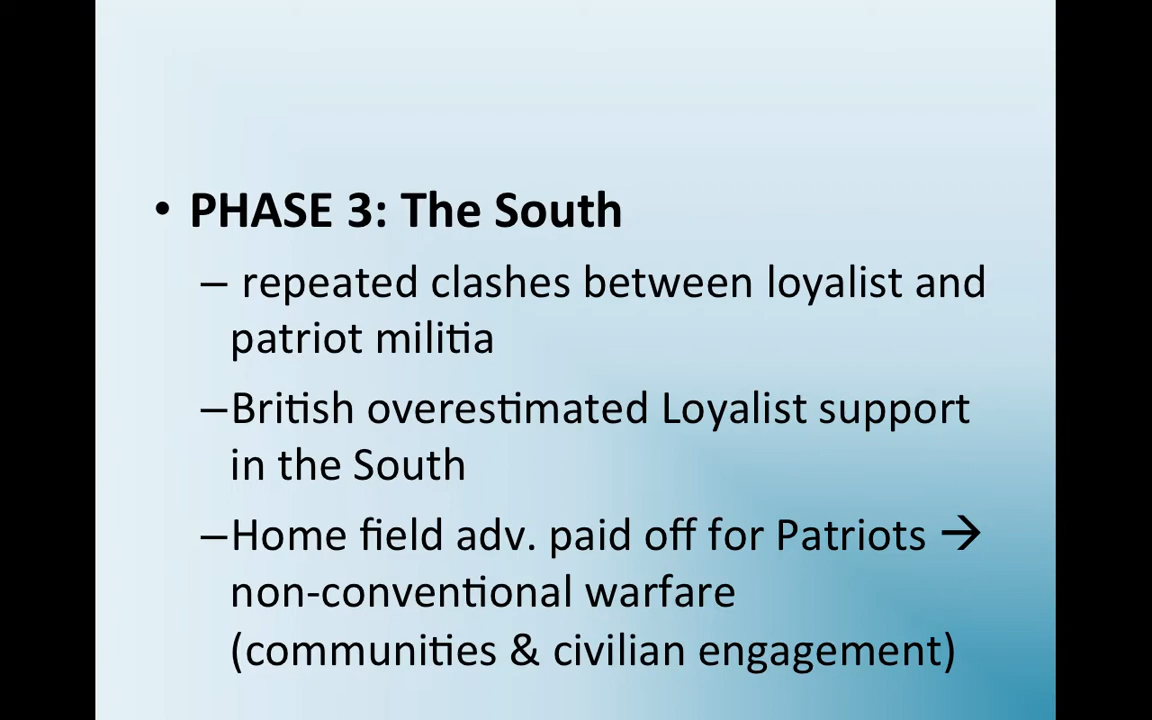 • PHASE 3: The South
– repeated clashes between loyalist and
patriot militia
–British overestimated Loyalist support
in the South
–Home field adv. paid off for Patriots →
non-conventional warfare
(communities & civilian engagement)